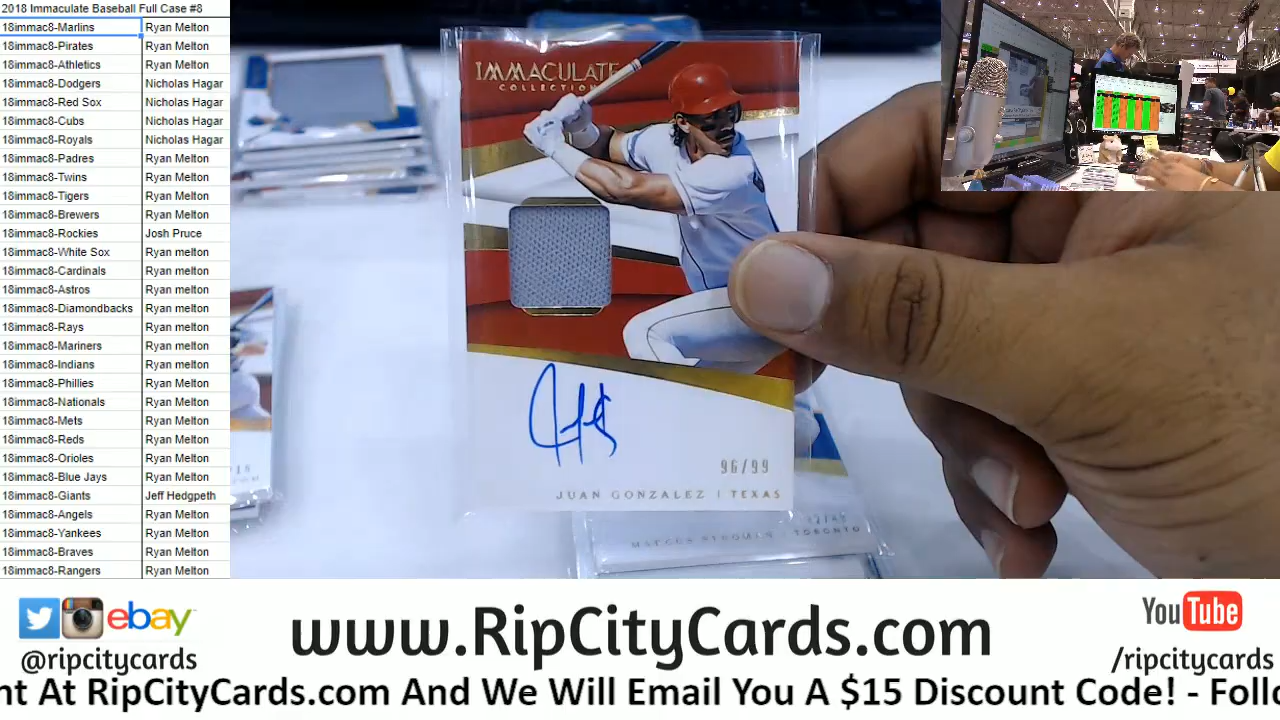 2018 Immaculate Baseball Full Case #8
18immac8-Marlins Ryan Melton
18immac8-Pirates Ryan Melton
18immac8-Athletics Ryan Melton
18immac8-Dodgers Nicholas Hagar
18immac8-Red Sox Nicholas Hagar
18immac8-Cubs Nicholas Hagar
18immac8-Royals Nicholas Hagar
18immac8-Padres Ryan Melton
18immac8-Twins Ryan Melton
18immac8-Tigers Ryan Melton
18immac8-Brewers Ryan Melton
18immac8-Rockies Josh Pruce
18immac8-White Sox Ryan melton
18immac8-Cardinals Ryan melton
18immac8-Astros Ryan melton
18immac8-Diamondbacks Ryan melton
18immac8-Rays Ryan melton
18immac8-Mariners Ryan melton
18immac8-Indians Ryan Melton
18immac8-Phillies Ryan Melton
18immac8-Nationals Ryan Melton
18immac8-Mets Ryan Melton
18immac8-Reds Ryan Melton
18immac8-Orioles Ryan Melton
18immac8-Blue Jays Ryan Melton
18immac8-Giants Jeff Hedgpeth
18immac8-Angels Ryan Melton
18immac8-Yankees Ryan Melton
18immac8-Braves Ryan Melton
18immac8-Rangers Ryan Melton
IMMACULATE
COLLECTION
96/99
JUAN GONZALEZ | TEXAS
TORONTO
ebay
@ripcitycards
www.RipCityCards.com
YouTube
/ripcitycards
nt At RipCityCards.com And We Will Email You A $15 Discount Code! - Follo